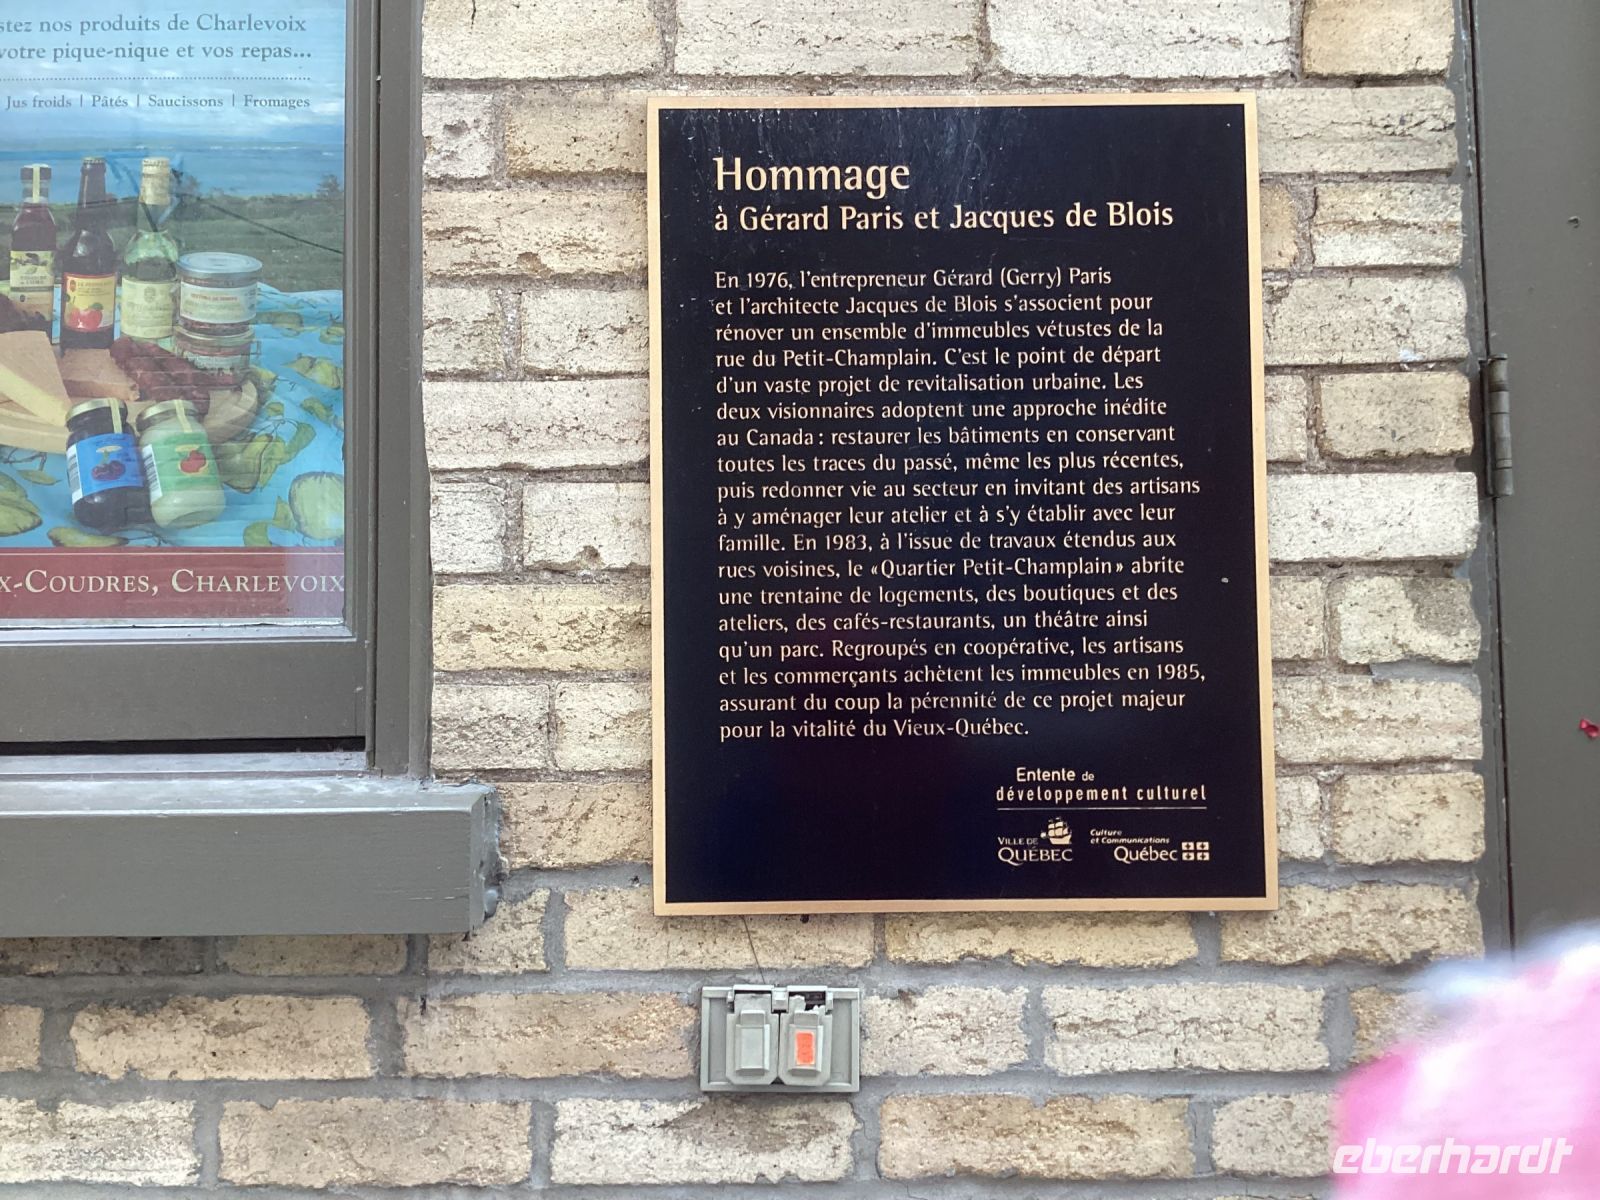 stez nos produits de Charlevoix
votre pique-nique et vos repas...
Jus froids | Pâtés | Saucissons | Fromages
x-Coudres, Charlevoix
Hommage
à Gérard Paris et Jacques de Blois
En 1976, l'entrepreneur Gérard (Gerry) Paris
et l'architecte Jacques de Blois s'associent pour
rénover un ensemble d'immeubles vétustes de la
rue du Petit-Champlain. C'est le point de départ
d'un vaste projet de revitalisation urbaine. Les
deux visionnaires adoptent une approche inédite
au Canada : restaurer les bâtiments en conservant
toutes les traces du passé, même les plus récentes,
puis redonner vie au secteur en invitant des artisans
à y aménager leur atelier et à s'y établir avec leur
famille. En 1983, à l'issue de travaux étendus aux
rues voisines, le «Quartier Petit-Champlain» abrite
une trentaine de logements, des boutiques et des
ateliers, des cafés-restaurants, un théâtre ainsi
qu'un parc. Regroupés en coopérative, les artisans
et les commerçants achètent les immeubles en 1985,
assurant du coup la pérennité de ce projet majeur
pour la vitalité du Vieux-Québec.
Entente de
développement culturel
Ville de
Québec
Culture
et Communications
Québec
eberhardt